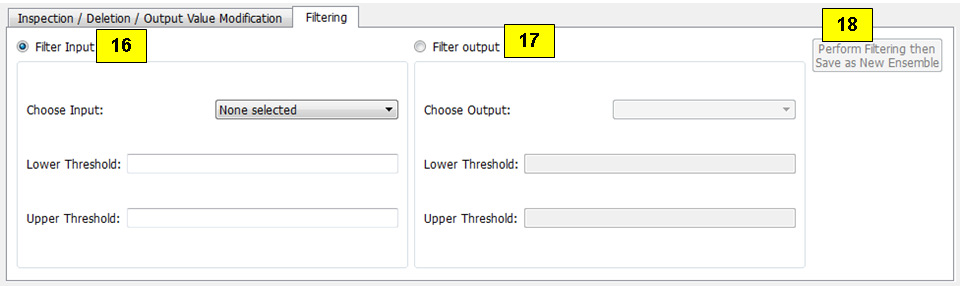 Inspection / Deletion / Output Value Modification
Filtering
Filter Input
16
Filter output
17
18
Perform Filtering then
Save as New Ensemble
Choose Input:
None selected
Choose Output:
Lower Threshold:
Lower Threshold:
Upper Threshold:
Upper Threshold: